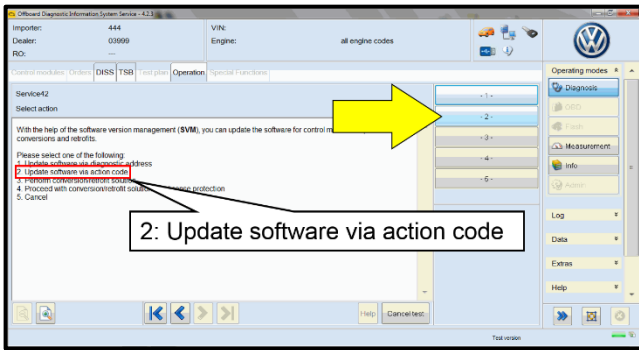 Offboard Diagnostic Information System Service - 4.2.3
Importer: 444 VIN:
Dealer: 03999 Engine: all engine codes
RO: ---
Control modules Orders DISS TSB Test plan Operation Special Functions
Service42
Select action
With the help of the software version management (SVM), you can update the software for control m
conversions and retrofits.
Please select one of the following:
1. Update software via diagnostic address
2. Update software via action code
3. Perform conversion/retrofit solution
4. Proceed with conversion/retrofit solu
5. Cancel
2: Update software via action code
- 1 -
- 2 -
- 3 -
- 4 -
- 5 -
Operating modes
Diagnosis
OBD
Flash
Measurement
Info
Admin
Log
Data
Extras
Help
Help Cancel test
Test version